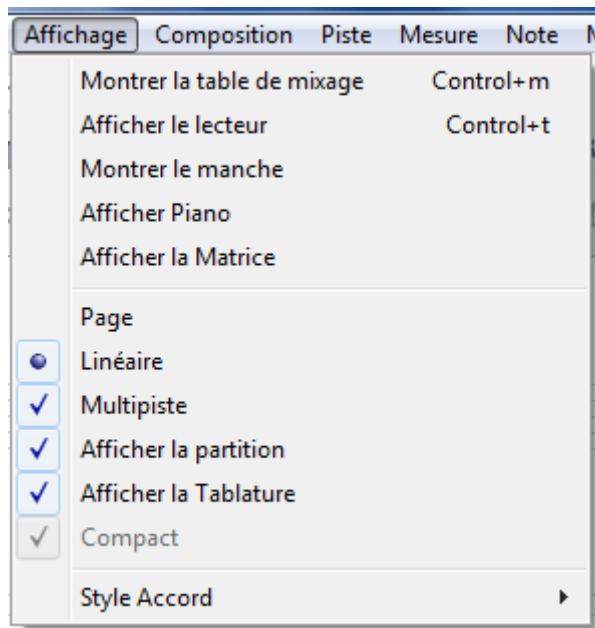 Affichage Composition Piste Mesure Note
Montrer la table de mixage Control+m
Afficher le lecteur Control+t
Montrer le manche
Afficher Piano
Afficher la Matrice
Page
Linéaire
Multipiste
Afficher la partition
Afficher la Tablature
Compact
Style Accord